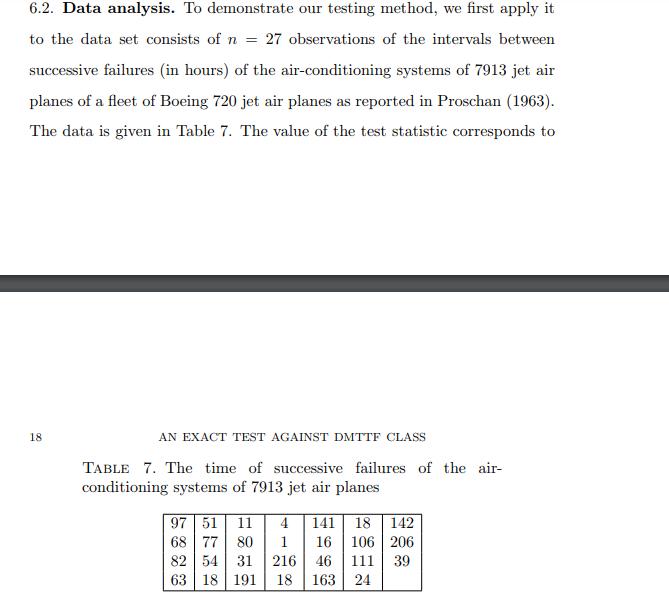 6.2. Data analysis. To demonstrate our testing method, we first apply it
to the data set consists of n = 27 observations of the intervals between
successive failures (in hours) of the air-conditioning systems of 7913 jet air
planes of a fleet of Boeing 720 jet air planes as reported in Proschan (1963).
The data is given in Table 7. The value of the test statistic corresponds to
18 AN EXACT TEST AGAINST DMTTF CLASS
TABLE 7. The time of successive failures of the air-
conditioning systems of 7913 jet air planes
97 51 11 4 141 18 142
68 77 80 1 16 106 206
82 54 31 216 46 111 39
63 18 191 18 163 24